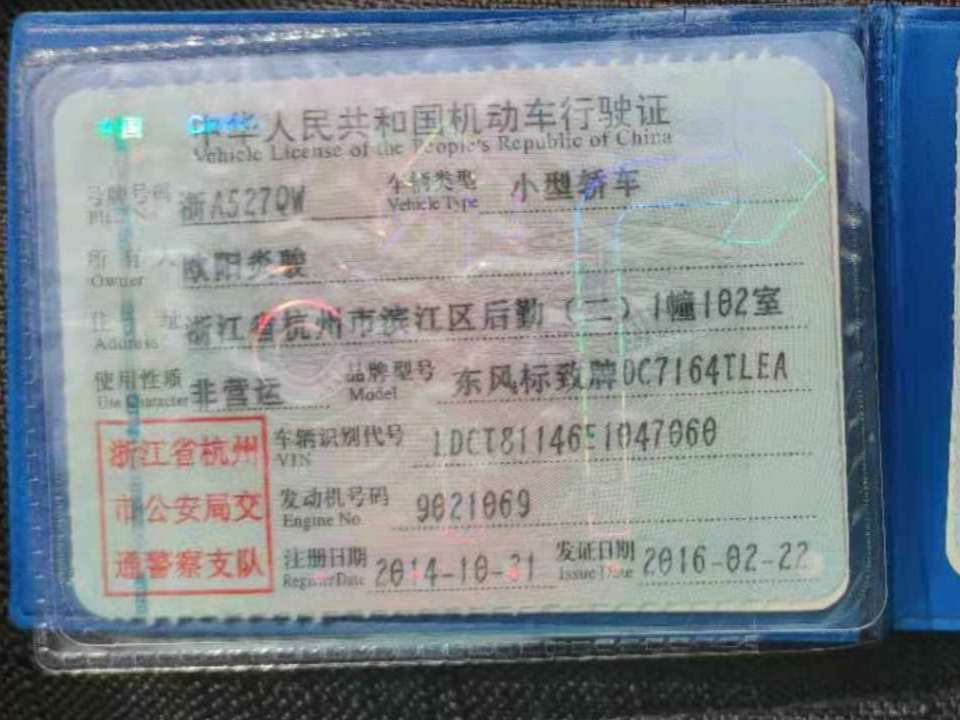 中华人民共和国机动车行驶证
Vehicle License of the People's Republic of China
号牌号码 浙A527QW 车辆类型 小型轿车
Vehicle Type
所有人 欧阳炎骏
Owner
住址 浙江省杭州市滨江区后勤（二）1幢102室
Address
使用性质 非营运 品牌型号 东风标致牌DC7164TLEA
Use Character Model
浙江省杭州
市公安局交
通警察支队
车辆识别代号 LDCT81146E1047060
VIN
发动机号码 9021069
Engine No.
注册日期 2014-10-31 发证日期 2016-02-22
Register Date Issue Date